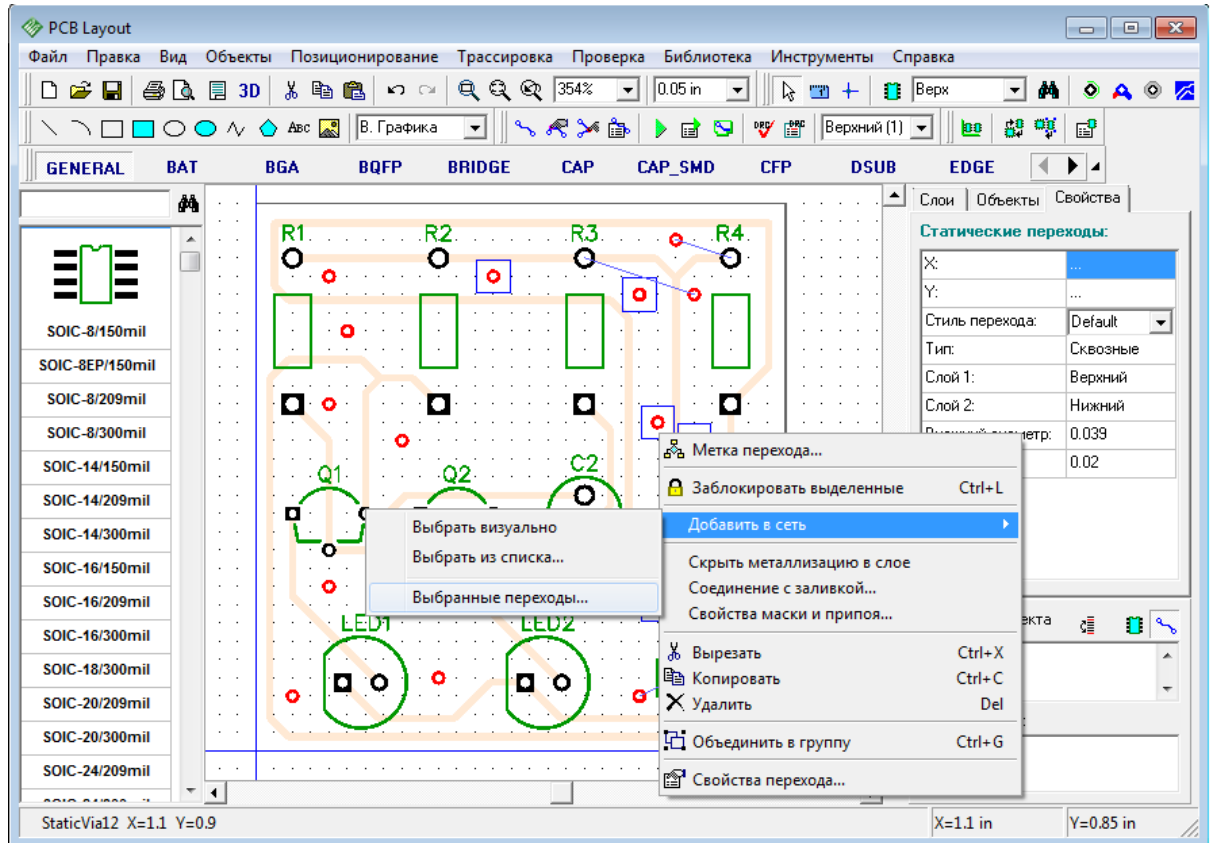 PCB Layout
Файл Правка Вид Объекты Позиционирование Трассировка Проверка Библиотека Инструменты Справка
3D 354% 0.05 in Верх
ABC В. Графика DRC DRC Верхний (1)
GENERAL BAT BGA BQFP BRIDGE CAP CAP_SMD CFP DSUB EDGE
Слои Объекты Свойства
Статические переходы:
X: ...
Y: ...
Стиль перехода: Default
Тип: Сквозные
Слой 1: Верхний
Слой 2: Нижний
0.039
0.02
SOIC-8/150mil
SOIC-8EP/150mil
SOIC-8/209mil
SOIC-8/300mil
SOIC-14/150mil
SOIC-14/209mil
SOIC-14/300mil
SOIC-16/150mil
SOIC-16/209mil
SOIC-16/300mil
SOIC-18/300mil
SOIC-20/209mil
SOIC-20/300mil
SOIC-24/209mil
R1 R2 R3 R4
Q1 Q2 C2
LED1 LED2
Метка перехода...
Заблокировать выделенные Ctrl+L
Добавить в сеть
Скрыть металлизацию в слое
Соединение с заливкой...
Свойства маски и припоя...
Вырезать Ctrl+X
Копировать Ctrl+C
Удалить Del
Объединить в группу Ctrl+G
Свойства перехода...
Выбрать визуально
Выбрать из списка...
Выбранные переходы...
StaticVia12 X=1.1 Y=0.9 X=1.1 in Y=0.85 in